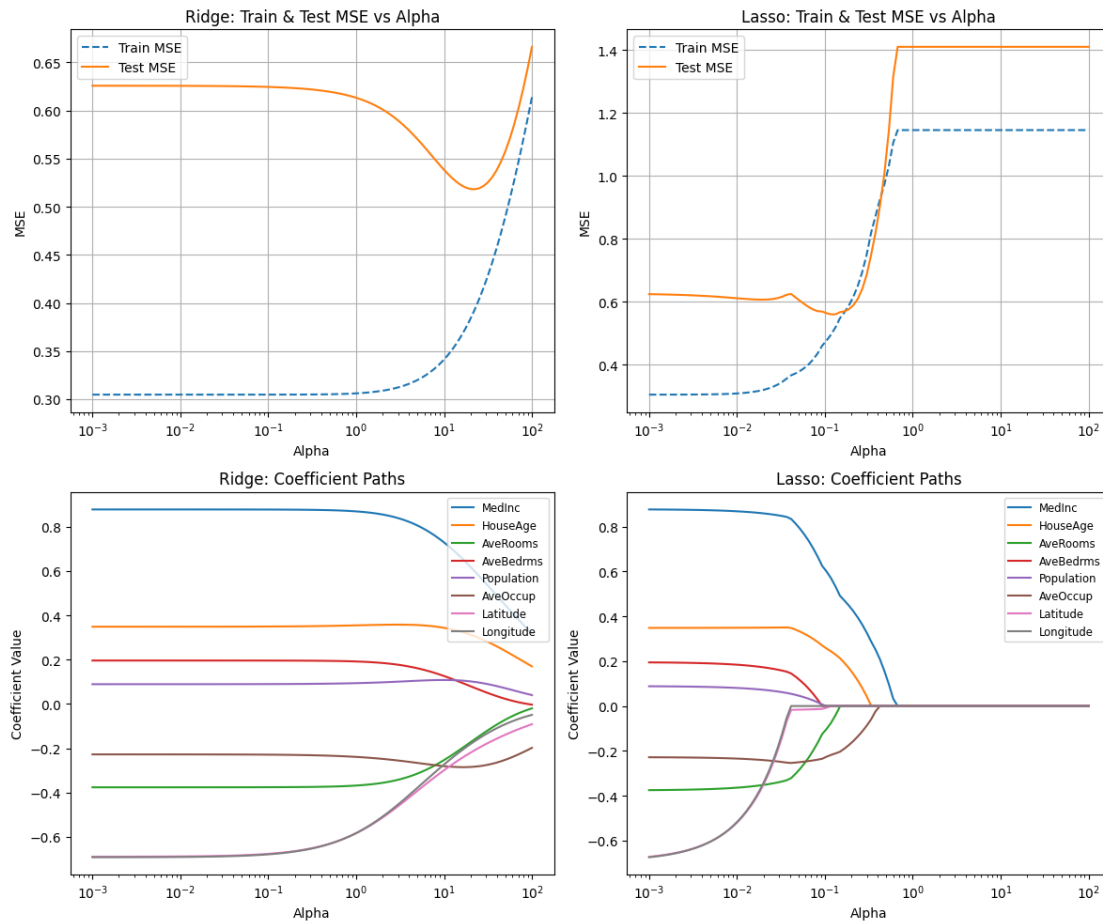 Ridge: Train & Test MSE vs Alpha
Train MSE
Test MSE
0.65
0.60
0.55
0.50
0.45
0.40
0.35
0.30
MSE
10⁻³
10⁻²
10⁻¹
10⁰
10¹
10²
Alpha
Lasso: Train & Test MSE vs Alpha
Train MSE
Test MSE
1.4
1.2
1.0
0.8
0.6
0.4
MSE
10⁻³
10⁻²
10⁻¹
10⁰
10¹
10²
Alpha
Ridge: Coefficient Paths
MedInc
HouseAge
AveRooms
AveBedrms
Population
AveOccup
Latitude
Longitude
0.8
0.6
0.4
0.2
0.0
−0.2
−0.4
−0.6
Coefficient Value
10⁻³
10⁻²
10⁻¹
10⁰
10¹
10²
Alpha
Lasso: Coefficient Paths
MedInc
HouseAge
AveRooms
AveBedrms
Population
AveOccup
Latitude
Longitude
0.8
0.6
0.4
0.2
0.0
−0.2
−0.4
−0.6
Coefficient Value
10⁻³
10⁻²
10⁻¹
10⁰
10¹
10²
Alpha